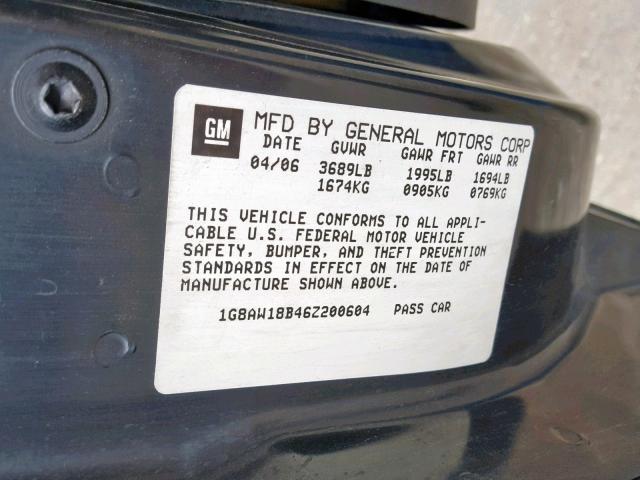 GM MFD BY GENERAL MOTORS CORP
DATE GVWR GAWR FRT GAWR RR
04/06 3689LB 1995LB 1694LB
1674KG 0905KG 0769KG
THIS VEHICLE CONFORMS TO ALL APPLI-
CABLE U.S. FEDERAL MOTOR VEHICLE
SAFETY, BUMPER, AND THEFT PREVENTION
STANDARDS IN EFFECT ON THE DATE OF
MANUFACTURE SHOWN ABOVE.
1G8AW18B46Z200604 PASS CAR